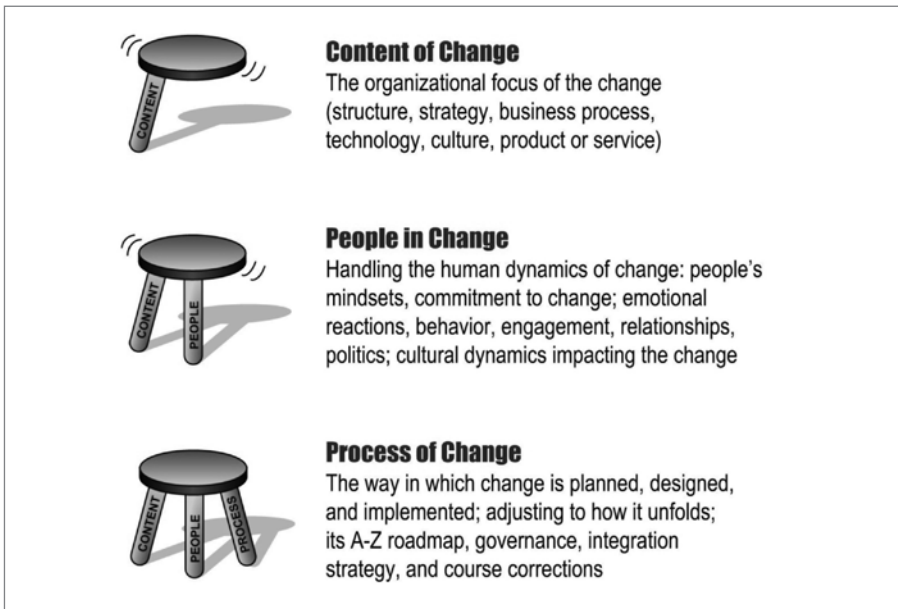 CONTENT
Content of Change
The organizational focus of the change
(structure, strategy, business process,
technology, culture, product or service)
CONTENT
PEOPLE
People in Change
Handling the human dynamics of change: people’s
mindsets, commitment to change; emotional
reactions, behavior, engagement, relationships,
politics; cultural dynamics impacting the change
CONTENT
PEOPLE
PROCESS
Process of Change
The way in which change is planned, designed,
and implemented; adjusting to how it unfolds;
its A-Z roadmap, governance, integration
strategy, and course corrections